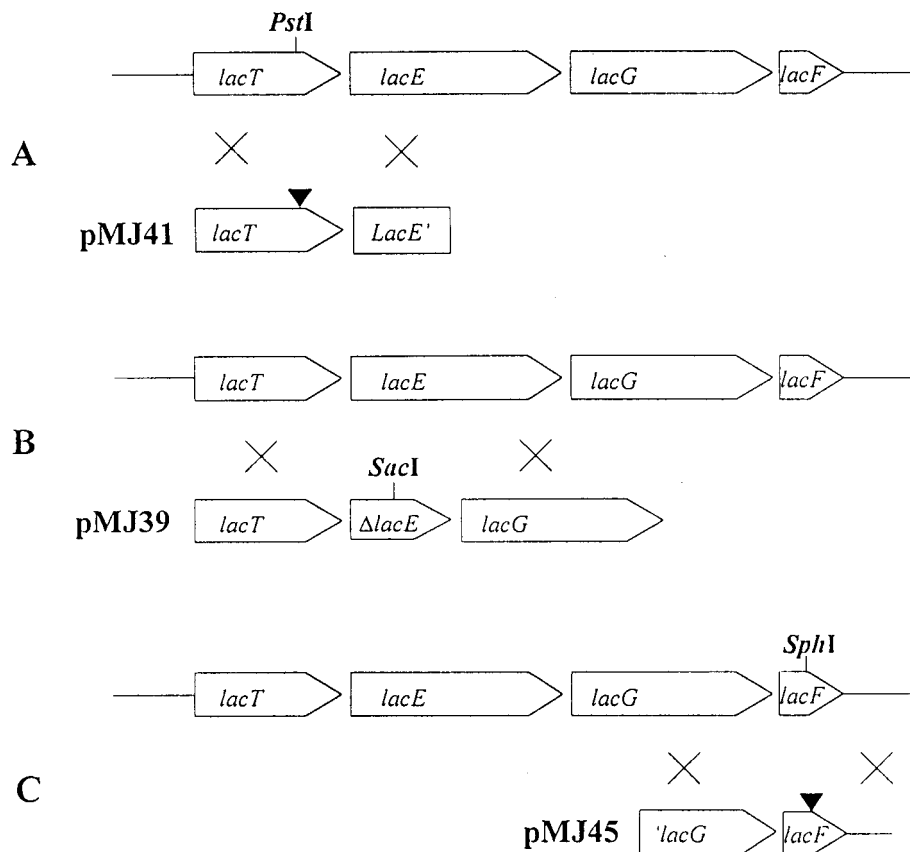 PstI
lacT lacE lacG lacF
A
pMJ41 lacT LacE'
lacT lacE lacG lacF
B
SacI
pMJ39 lacT ΔlacE lacG
SphI
lacT lacE lacG lacF
C
pMJ45 'lacG lacF